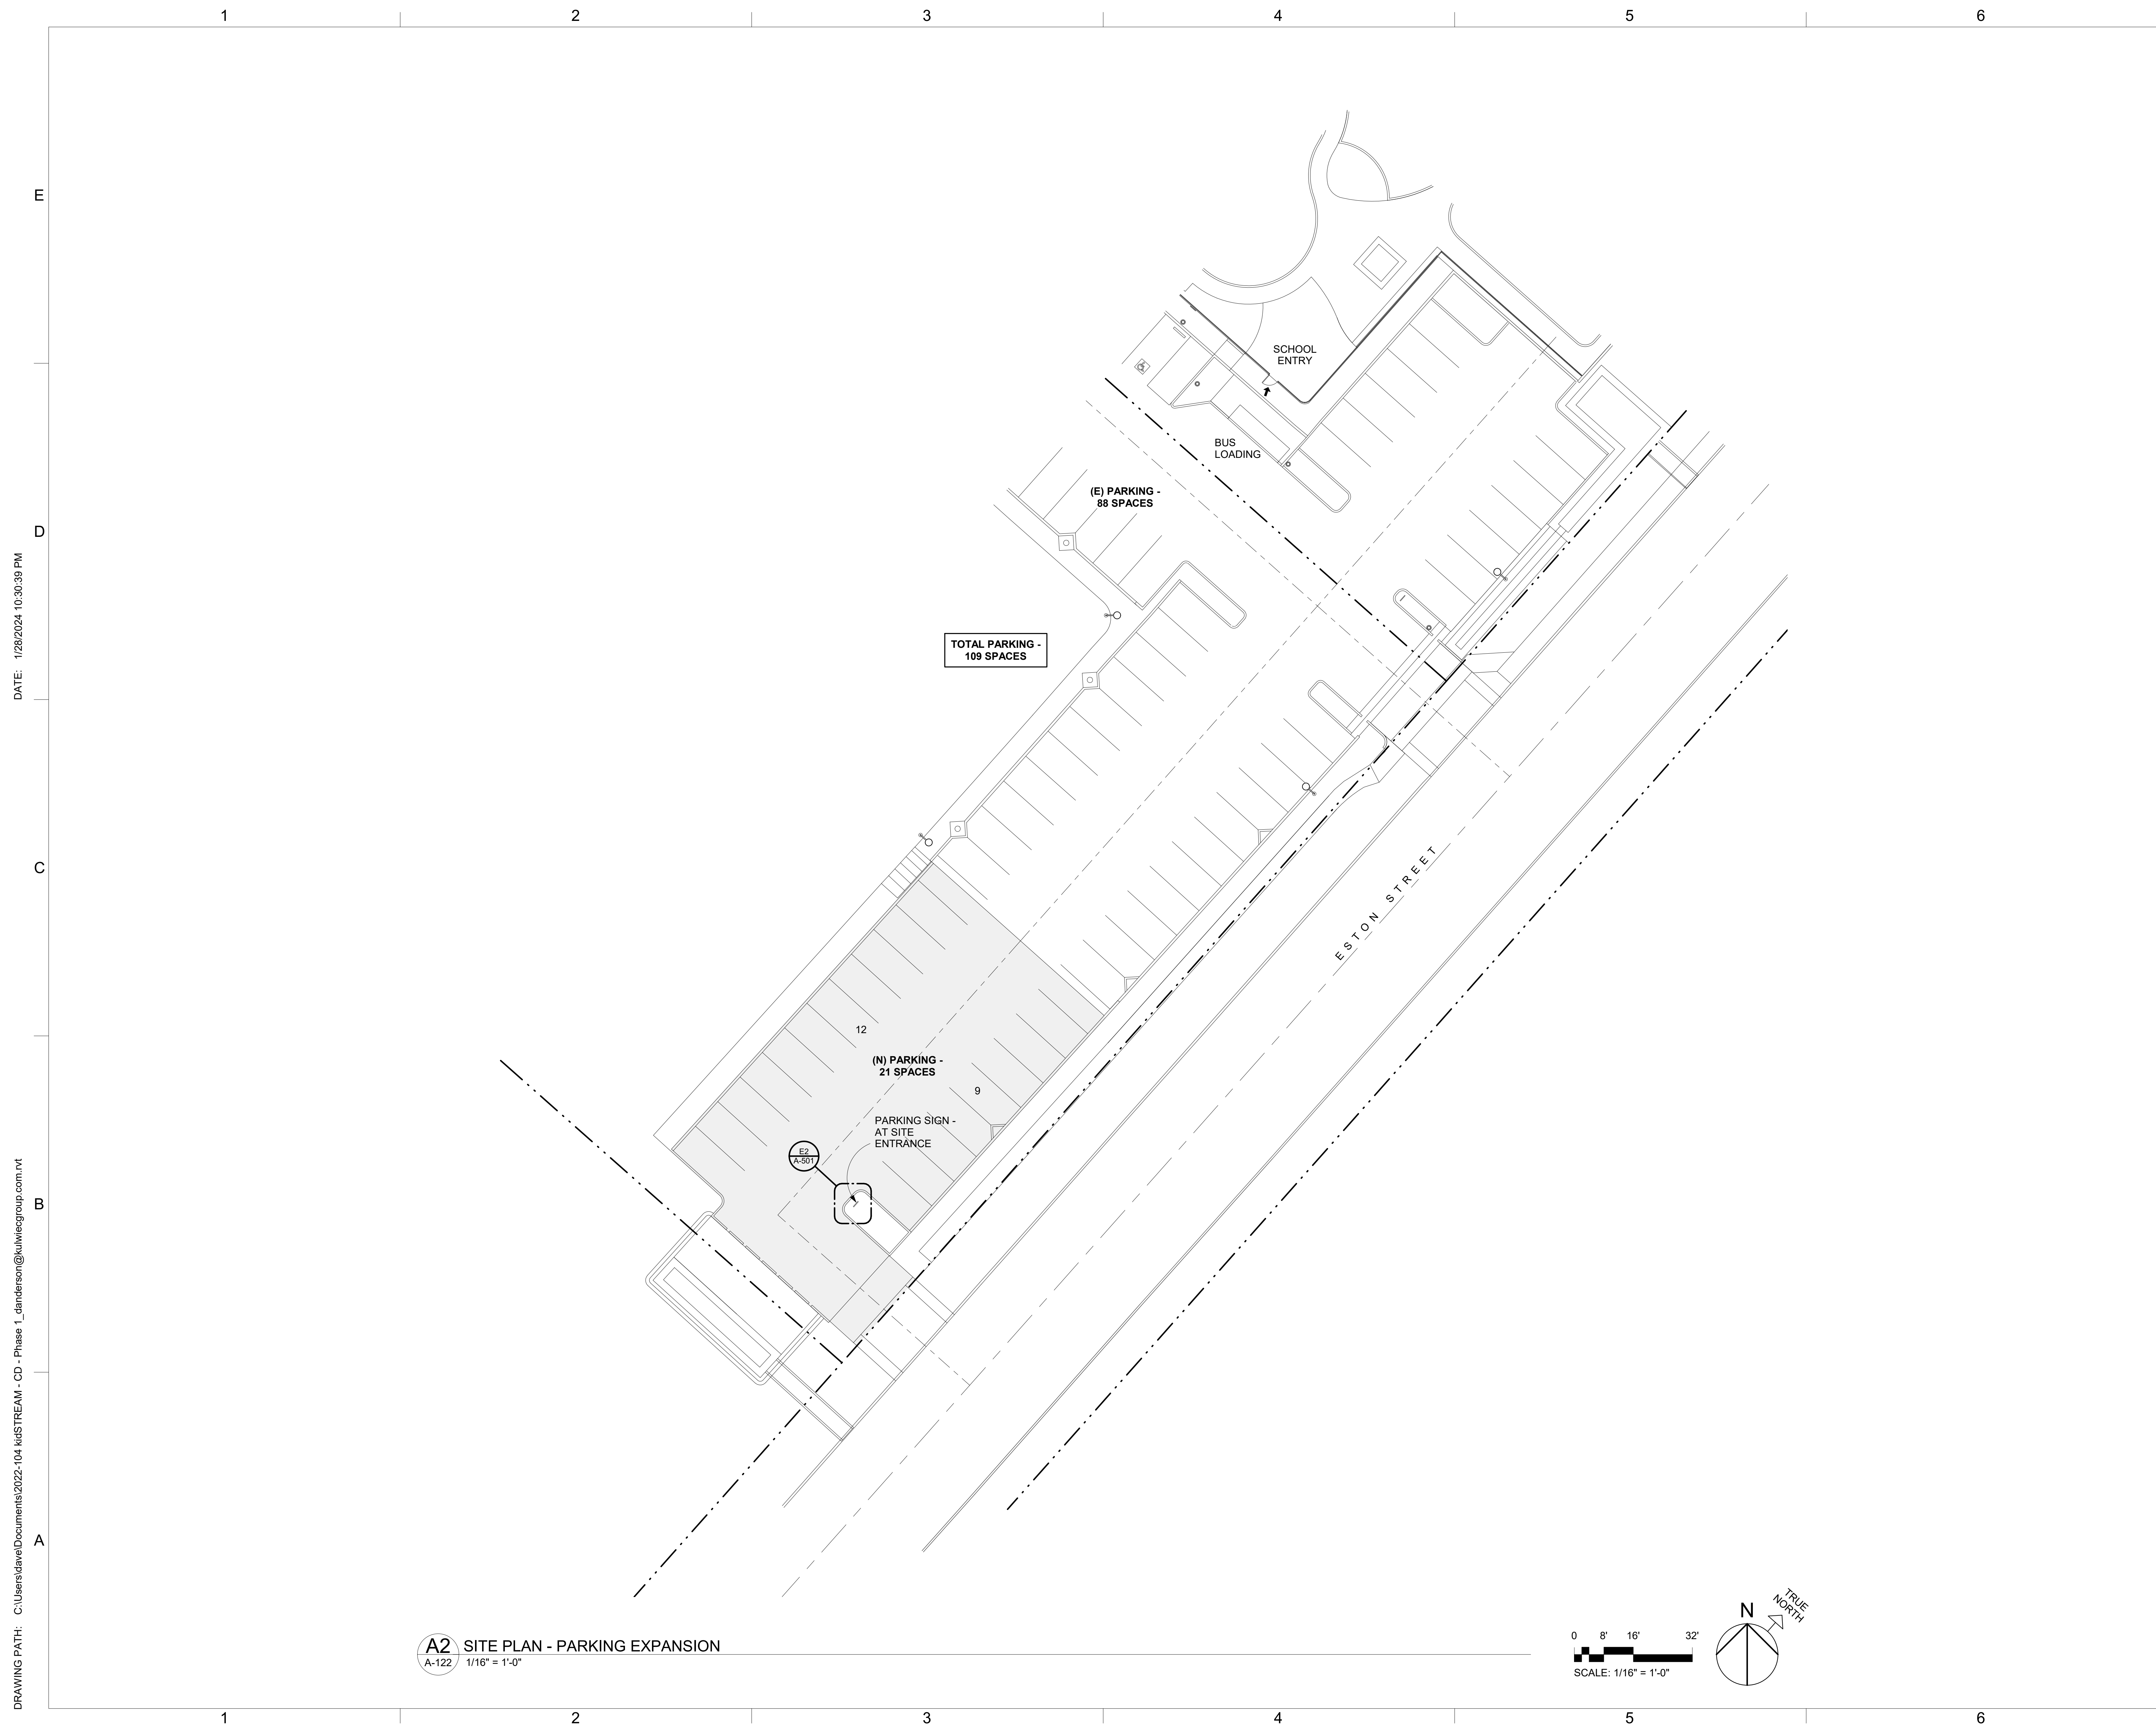 1 2 3 4 5 6
E
SCHOOL
ENTRY
BUS
LOADING
(E) PARKING -
88 SPACES
D
DATE: 1/28/2024 10:30:39 PM
TOTAL PARKING -
109 SPACES
C
ESTON STREET
12
(N) PARKING -
21 SPACES
9
PARKING SIGN -
AT SITE
ENTRANCE
E2
A-501
B
A
DRAWING PATH: C:\Users\dave\Documents\2022-104 kidSTREAM - CD - Phase 1_danderson@kulwiecgroup.com.rvt
A2 SITE PLAN - PARKING EXPANSION
A-122 1/16" = 1'-0"
0 8' 16' 32'
SCALE: 1/16" = 1'-0"
N
TRUE
NORTH
1 2 3 4 5 6